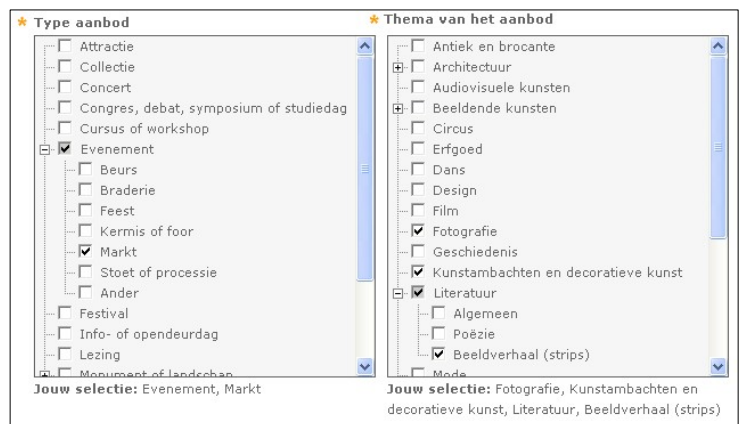 * Type aanbod
Attractie
Collectie
Concert
Congres, debat, symposium of studiedag
Cursus of workshop
Evenement
Beurs
Braderie
Feest
Kermis of foor
Markt
Stoet of processie
Ander
Festival
Info- of opendeurdag
Lezing
Monument of landschap
Jouw selectie: Evenement, Markt
* Thema van het aanbod
Antiek en brocante
Architectuur
Audiovisuele kunsten
Beeldende kunsten
Circus
Erfgoed
Dans
Design
Film
Fotografie
Geschiedenis
Kunstambachten en decoratieve kunst
Literatuur
Algemeen
Poëzie
Beeldverhaal (strips)
Mode
Jouw selectie: Fotografie, Kunstambachten en
decoratieve kunst, Literatuur, Beeldverhaal (strips)